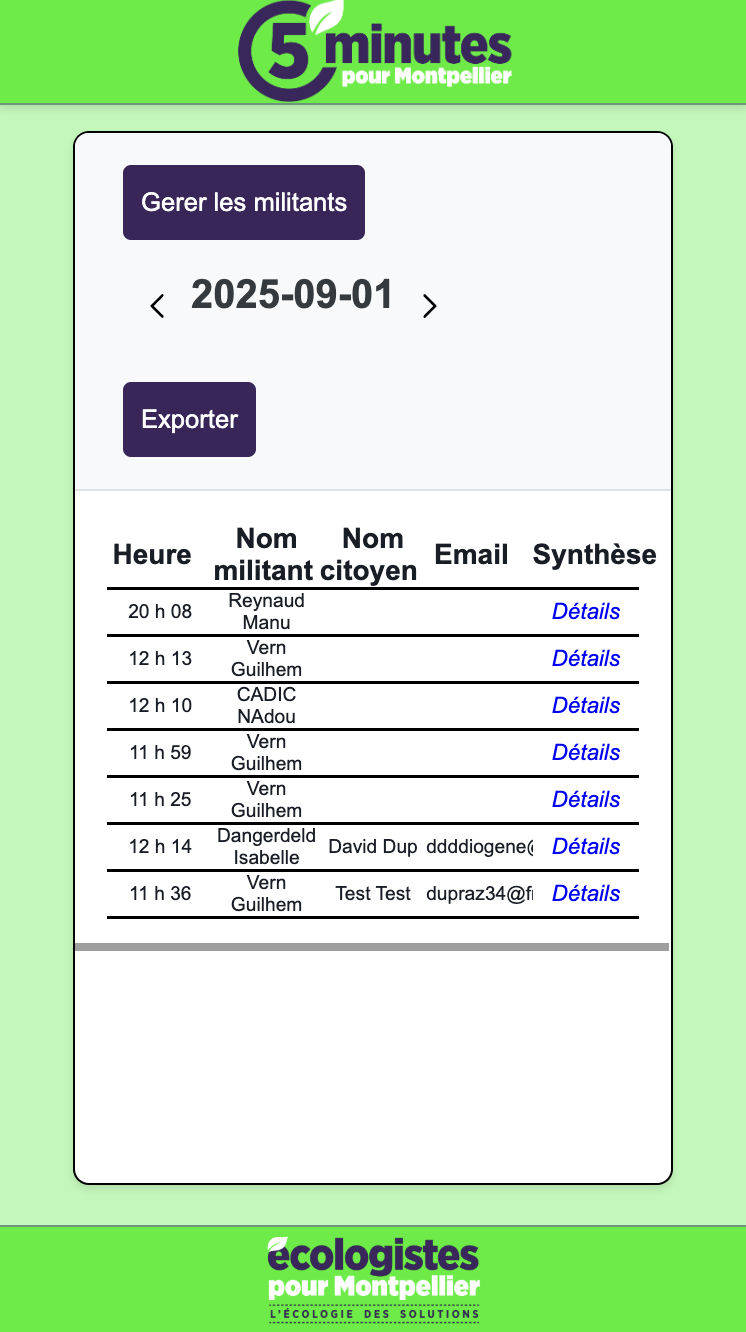 5 minutes
pour Montpellier
Gerer les militants
2025-09-01
Exporter
Heure Nom militant Nom citoyen Email Synthèse
20 h 08 Reynaud Manu Détails
12 h 13 Vern Guilhem Détails
12 h 10 CADIC NAdou Détails
11 h 59 Vern Guilhem Détails
11 h 25 Vern Guilhem Détails
12 h 14 Dangerdeld Isabelle David Dup ddddiogene@ Détails
11 h 36 Vern Guilhem Test Test dupraz34@f Détails
écologistes
pour Montpellier
L'ÉCOLOGIE DES SOLUTIONS